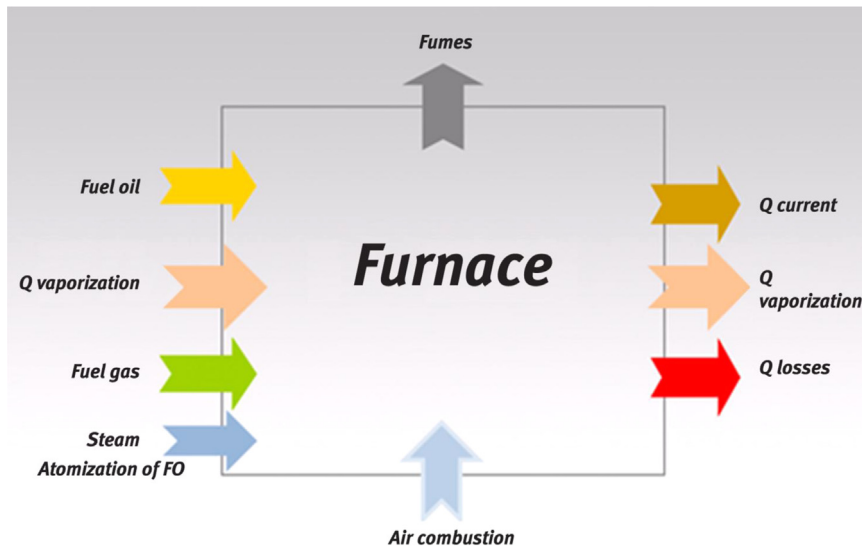 Fumes
Fuel oil
Q current
Q vaporization
Furnace
Q
vaporization
Fuel gas
Q losses
Steam
Atomization of FO
Air combustion